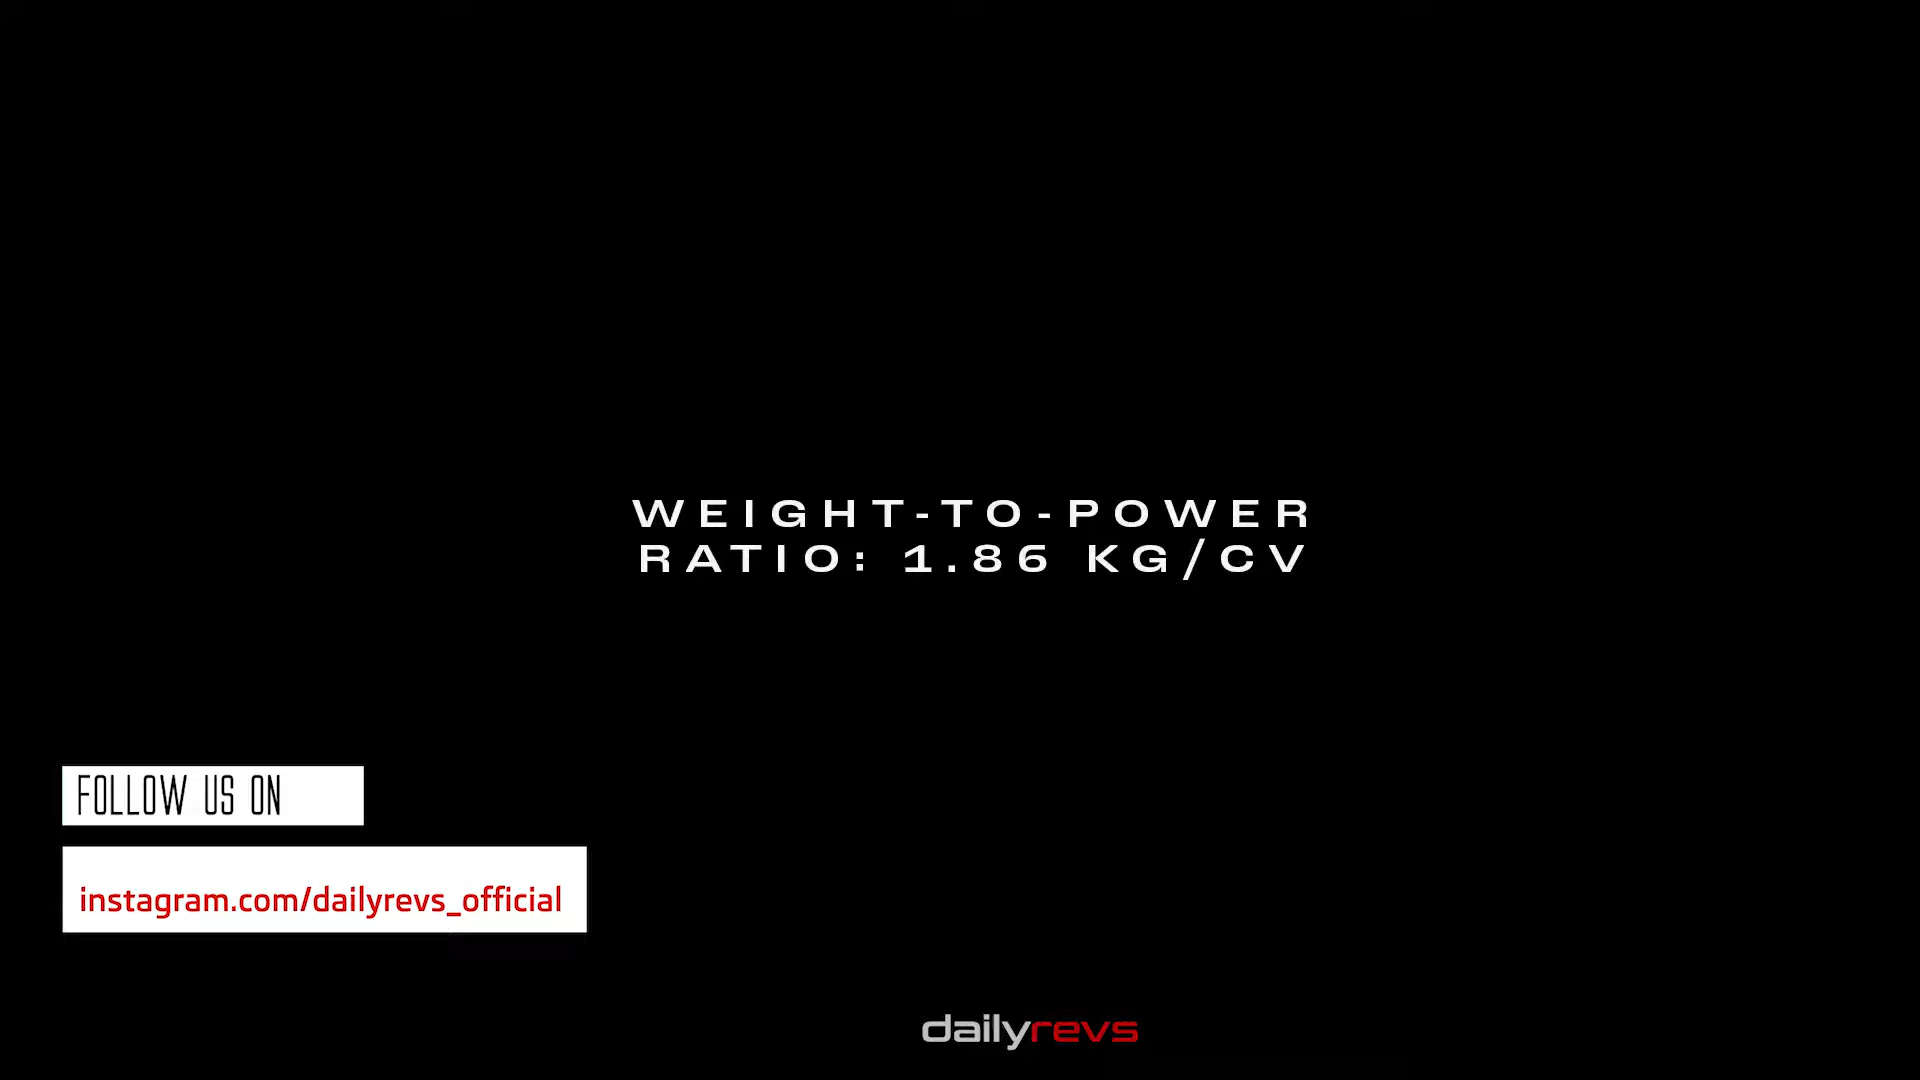 WEIGHT-TO-POWER
RATIO: 1.86 KG/CV
FOLLOW US ON
instagram.com/dailyrevs_official
dailyrevs